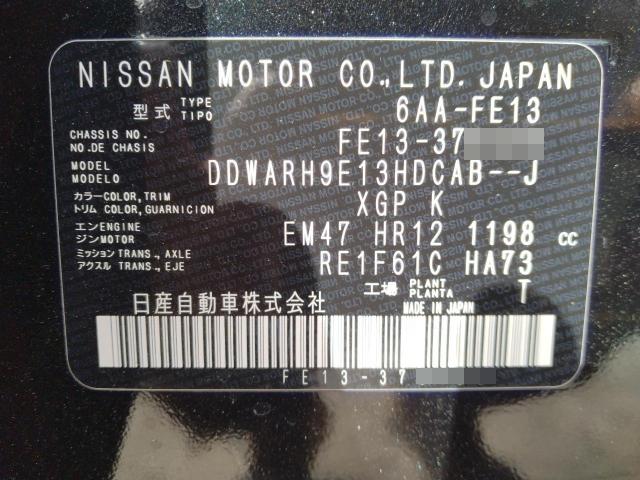 NISSAN MOTOR CO.,LTD. JAPAN
型式 TYPE TIPO 6AA-FE13
CHASSIS NO. NO.DE CHASIS FE13-37
MODEL MODELO DDWARH9E13HDCAB--J
カラーCOLOR, TRIM トリム COLOR, GUARNICION XGP K
エンENGINE ジンMOTOR EM47 HR12 1198 cc
ミッション TRANS., AXLE アクスル TRANS., EJE RE1F61C HA73
工場 PLANT PLANTA T
日産自動車株式会社 MADE IN JAPAN
FE13-37